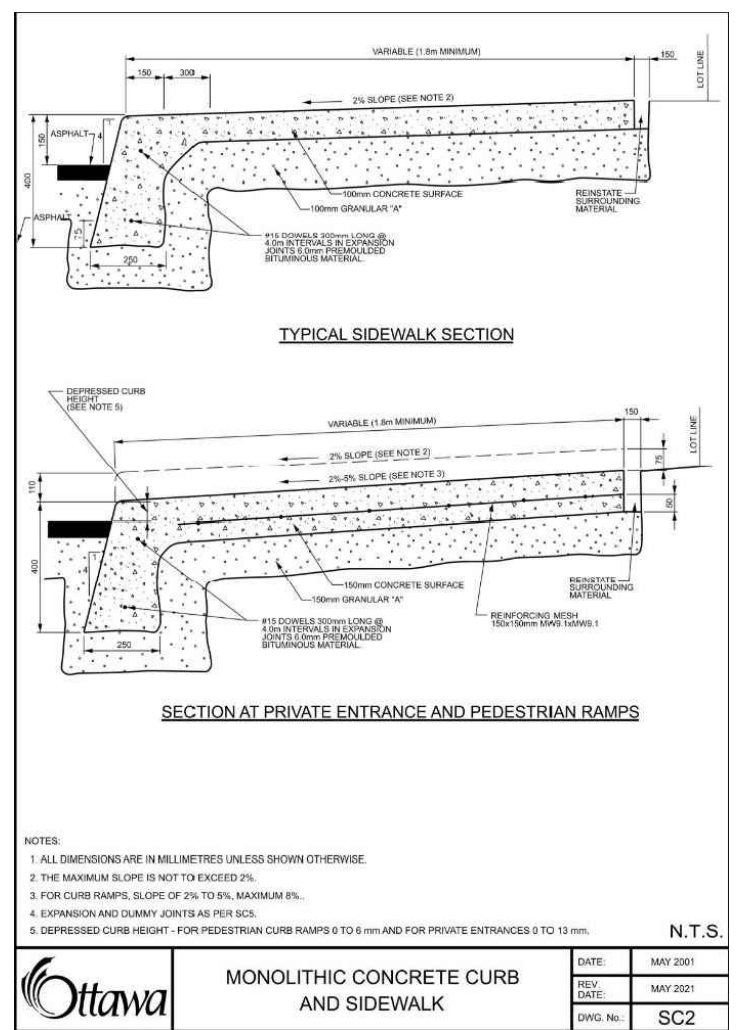 VARIABLE (1.8m MINIMUM)
150
LOT LINE
150
300
2% SLOPE (SEE NOTE 2)
ASPHALT
1
4
150
400
ASPHALT
75
250
100mm CONCRETE SURFACE
100mm GRANULAR "A"
REINSTATE
SURROUNDING
MATERIAL
#15 DOWELS 300mm LONG @
4.0m INTERVALS IN EXPANSION
JOINTS 6.0mm PREMOULDED
BITUMINOUS MATERIAL.
TYPICAL SIDEWALK SECTION
DEPRESSED CURB
HEIGHT
(SEE NOTE 5)
VARIABLE (1.8m MINIMUM)
150
LOT LINE
2% SLOPE (SEE NOTE 2)
75
2%-5% SLOPE (SEE NOTE 3)
110
50
400
1
4
250
150mm CONCRETE SURFACE
150mm GRANULAR "A"
REINSTATE
SURROUNDING
MATERIAL
REINFORCING MESH
150x150mm MW9.1xMW9.1
#15 DOWELS 300mm LONG @
4.0m INTERVALS IN EXPANSION
JOINTS 6.0mm PREMOULDED
BITUMINOUS MATERIAL.
SECTION AT PRIVATE ENTRANCE AND PEDESTRIAN RAMPS
NOTES:
1. ALL DIMENSIONS ARE IN MILLIMETRES UNLESS SHOWN OTHERWISE.
2. THE MAXIMUM SLOPE IS NOT TO EXCEED 2%.
3. FOR CURB RAMPS, SLOPE OF 2% TO 5%, MAXIMUM 8%..
4. EXPANSION AND DUMMY JOINTS AS PER SC5.
5. DEPRESSED CURB HEIGHT - FOR PEDESTRIAN CURB RAMPS 0 TO 6 mm AND FOR PRIVATE ENTRANCES 0 TO 13 mm.
N.T.S.
Ottawa
MONOLITHIC CONCRETE CURB
AND SIDEWALK
DATE: MAY 2001
REV.
DATE: MAY 2021
DWG. No.: SC2